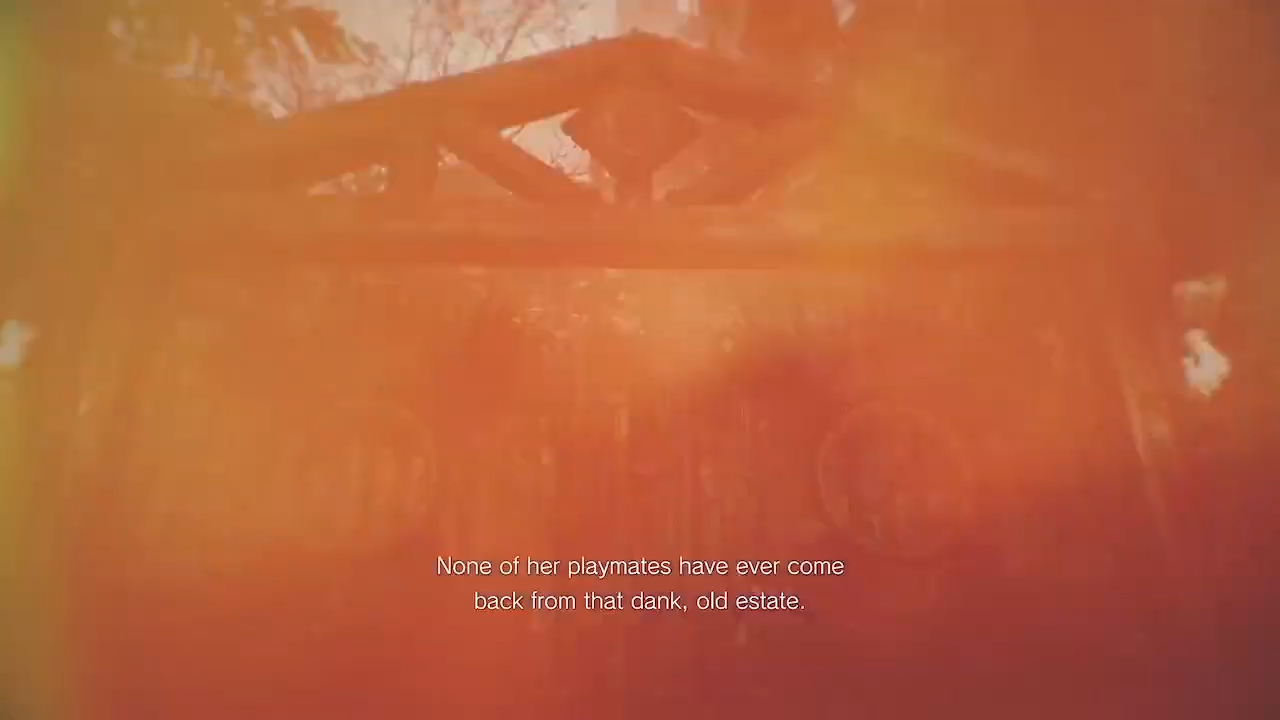 None of her playmates have ever come
back from that dank, old estate.